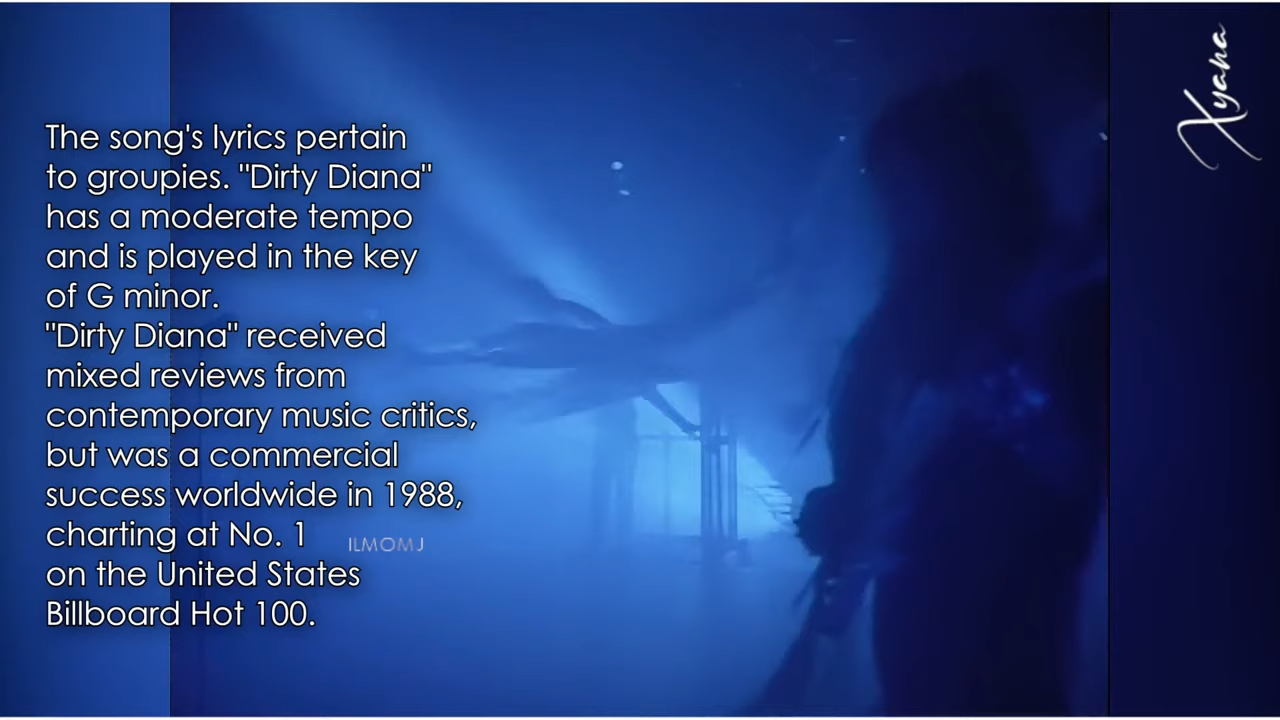 The song's lyrics pertain
to groupies. "Dirty Diana"
has a moderate tempo
and is played in the key
of G minor.
"Dirty Diana" received
mixed reviews from
contemporary music critics,
but was a commercial
success worldwide in 1988,
charting at No. 1
on the United States
Billboard Hot 100.
ILMOMJ
Xyana